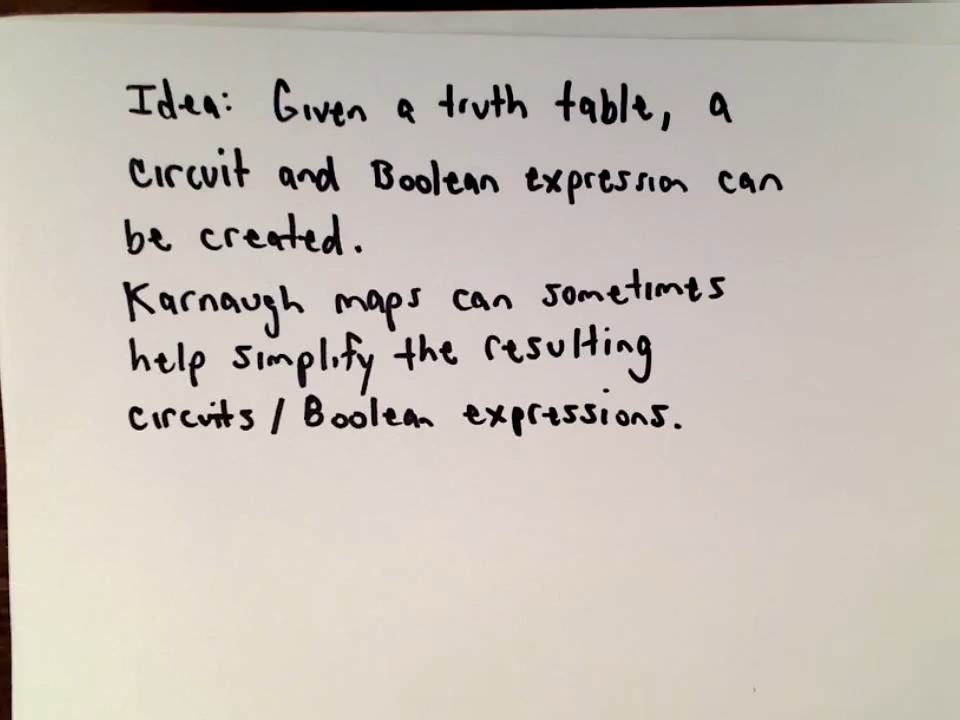 Idea: Given a truth table, a
circuit and Boolean expression can
be created.
Karnaugh maps can sometimes
help simplify the resulting
circuits / Boolean expressions.